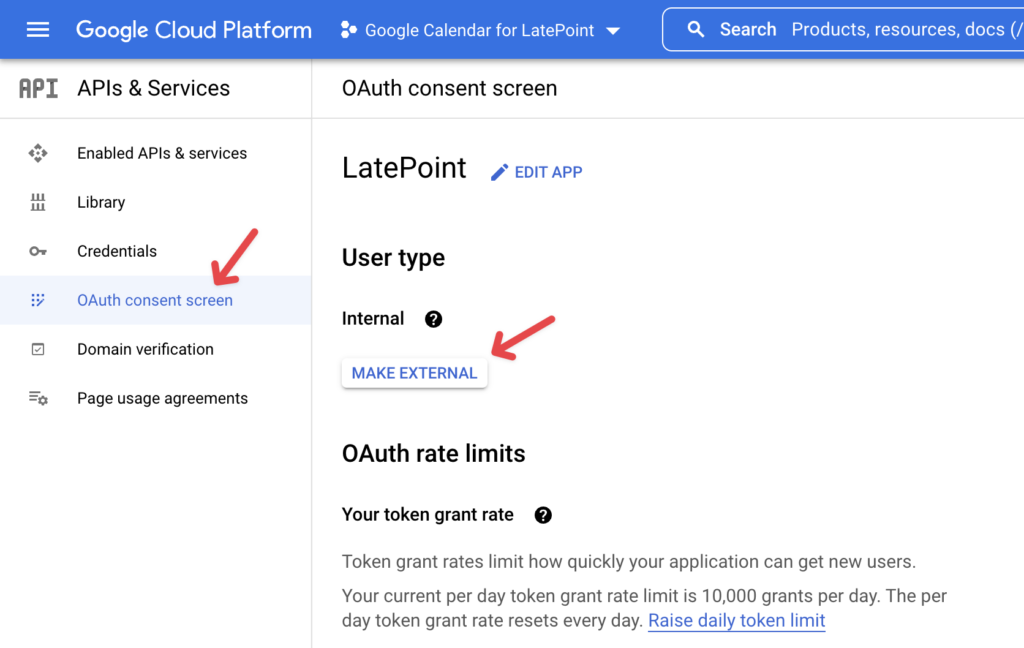 Google Cloud Platform
Google Calendar for LatePoint
Search Products, resources, docs (/
API APIs & Services
OAuth consent screen
Enabled APIs & services
Library
Credentials
OAuth consent screen
Domain verification
Page usage agreements
LatePoint
EDIT APP
User type
Internal ?
MAKE EXTERNAL
OAuth rate limits
Your token grant rate ?
Token grant rates limit how quickly your application can get new users.
Your current per day token grant rate limit is 10,000 grants per day. The per
day token grant rate resets every day. Raise daily token limit